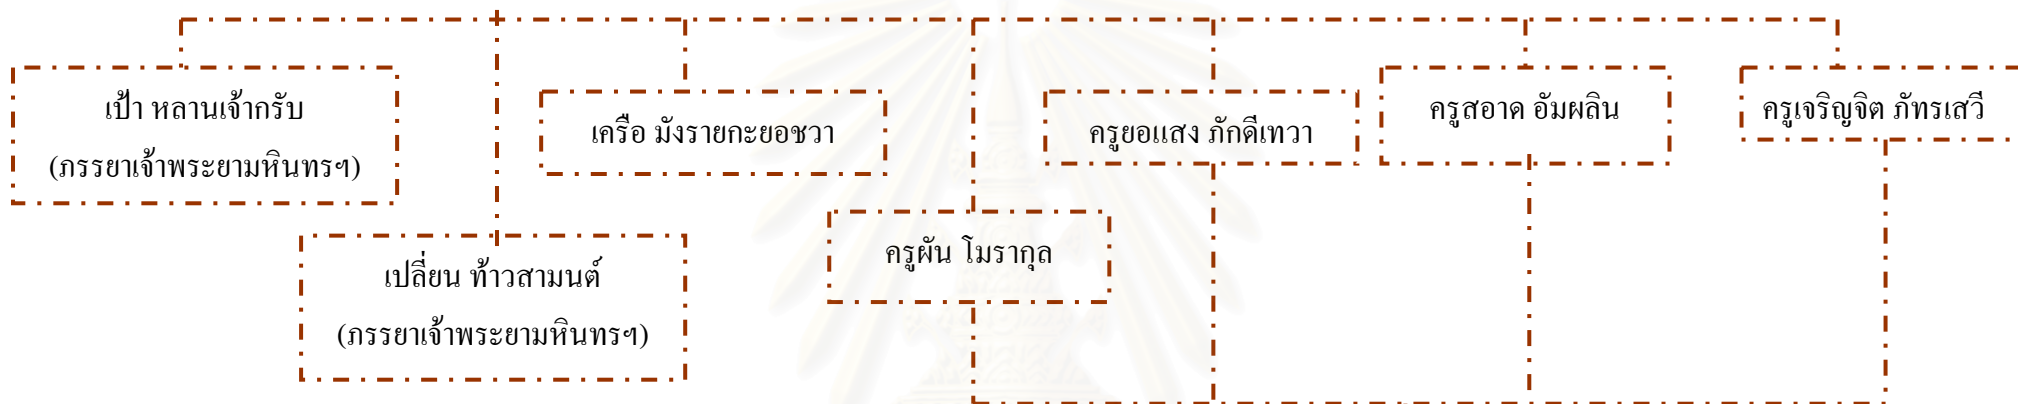 เป้า หลานเจ้ากรับ
(ภรรยาเจ้าพระยามหินทรฯ)
เปลี่ยน ท้าวสามนต์
(ภรรยาเจ้าพระยามหินทรฯ)
เครือ มังรายกะยอชวา
ครูผัน โมรากุล
ครูยอแสง ภักดีเทวา
ครูสอาด อัมผลิน
ครูเจริญจิต ภัทรเสวี